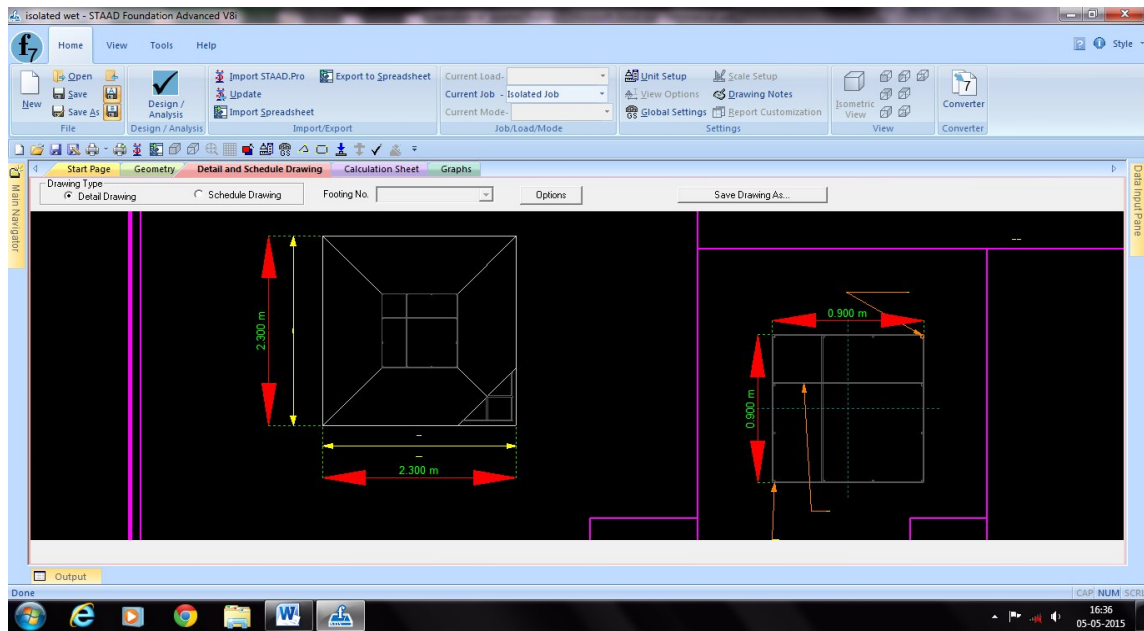 isolated wet - STAAD Foundation Advanced V8i
Home View Tools Help Style
New
Open
Save
Save As
File
Design / Analysis
Design / Analysis
Import STAAD.Pro
Update
Import Spreadsheet
Export to Spreadsheet
Import/Export
Current Load-
Current Job - Isolated Job
Current Mode-
Job/Load/Mode
Unit Setup
View Options
Global Settings
Scale Setup
Drawing Notes
Report Customization
Settings
Isometric View
View
7
Converter
Converter
Start Page Geometry Detail and Schedule Drawing Calculation Sheet Graphs
Main Navigator
Data Input Pane
Drawing Type
Detail Drawing Schedule Drawing Footing No. Options Save Drawing As...
2.300 m
2.300 m
0.900 m
0.900 m
Output
Done
CAP NUM SCRL
16:36
05-05-2015